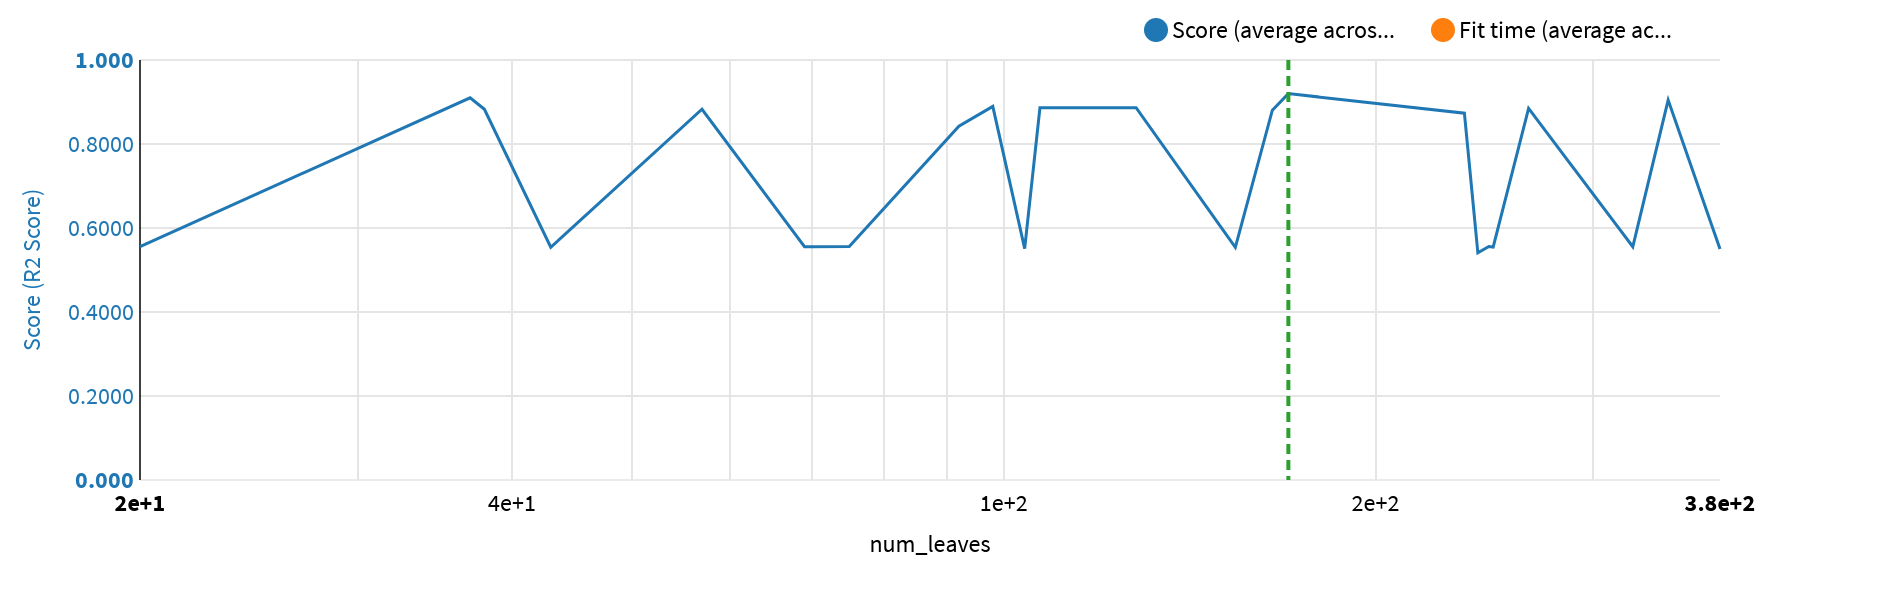 Score (average acros... Fit time (average ac...
1.000
0.8000
0.6000
0.4000
0.2000
0.000
Score (R2 Score)
2e+1 4e+1 1e+2 2e+2 3.8e+2
num_leaves